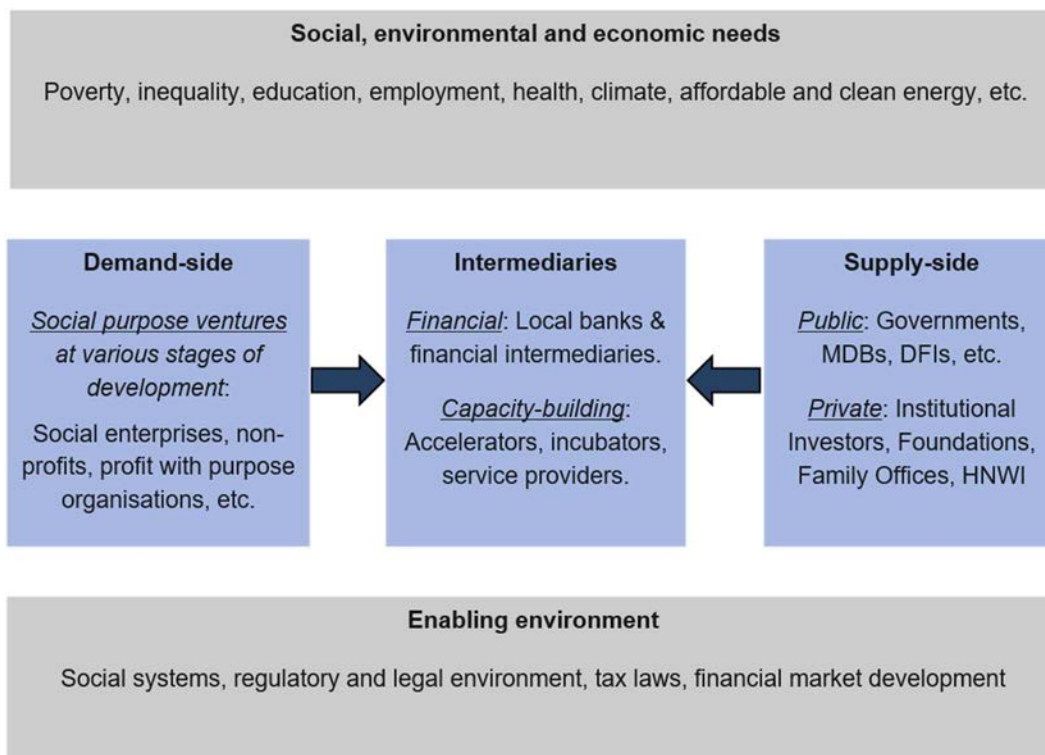 Social, environmental and economic needs
Poverty, inequality, education, employment, health, climate, affordable and clean energy, etc.
Demand-side
Social purpose ventures
at various stages of
development:
Social enterprises, non-
profits, profit with purpose
organisations, etc.
Intermediaries
Financial: Local banks &
financial intermediaries.
Capacity-building:
Accelerators, incubators,
service providers.
Supply-side
Public: Governments,
MDBs, DFIs, etc.
Private: Institutional
Investors, Foundations,
Family Offices, HNWI
Enabling environment
Social systems, regulatory and legal environment, tax laws, financial market development